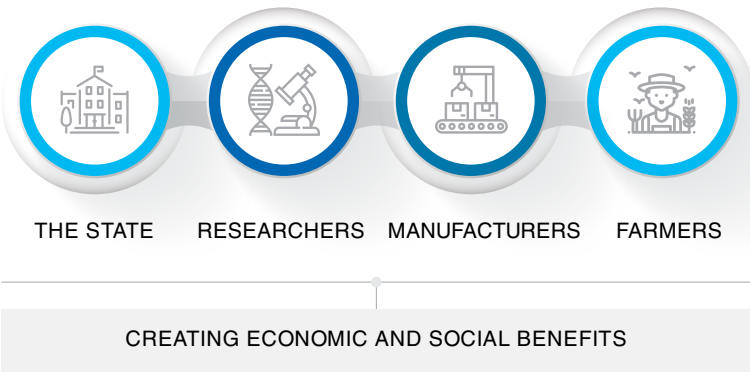 THE STATE
RESEARCHERS
MANUFACTURERS
FARMERS
CREATING ECONOMIC AND SOCIAL BENEFITS